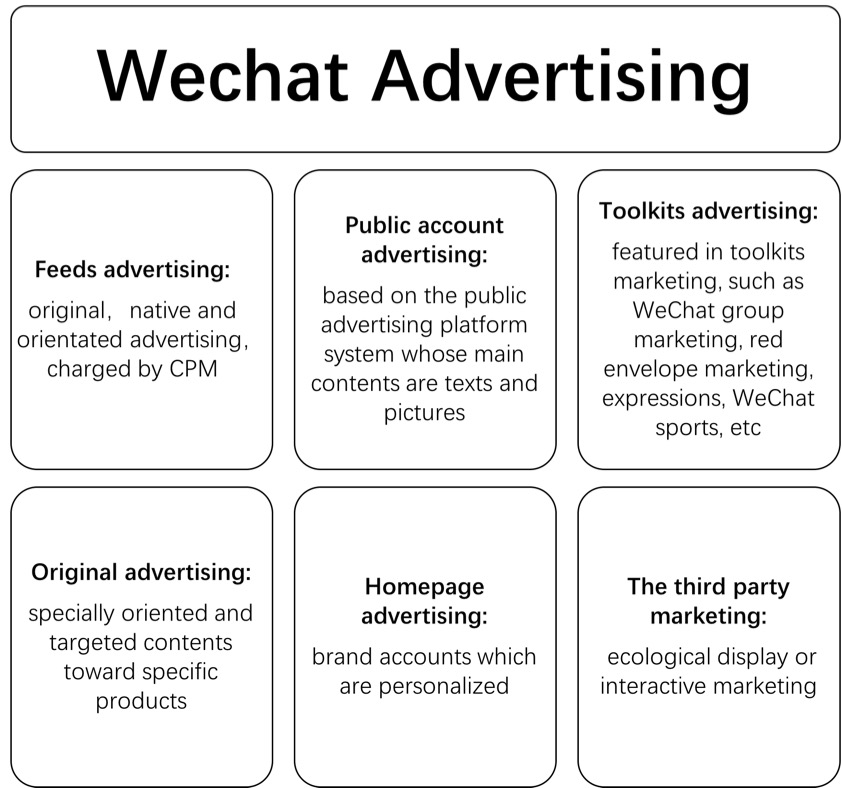 Wechat Advertising
Feeds advertising:
original， native and
orientated advertising,
charged by CPM
Public account
advertising:
based on the public
advertising platform
system whose main
contents are texts and
pictures
Toolkits advertising:
featured in toolkits
marketing, such as
WeChat group
marketing, red
envelope marketing,
expressions, WeChat
sports, etc
Original advertising:
specially oriented and
targeted contents
toward specific
products
Homepage
advertising:
brand accounts which
are personalized
The third party
marketing:
ecological display or
interactive marketing